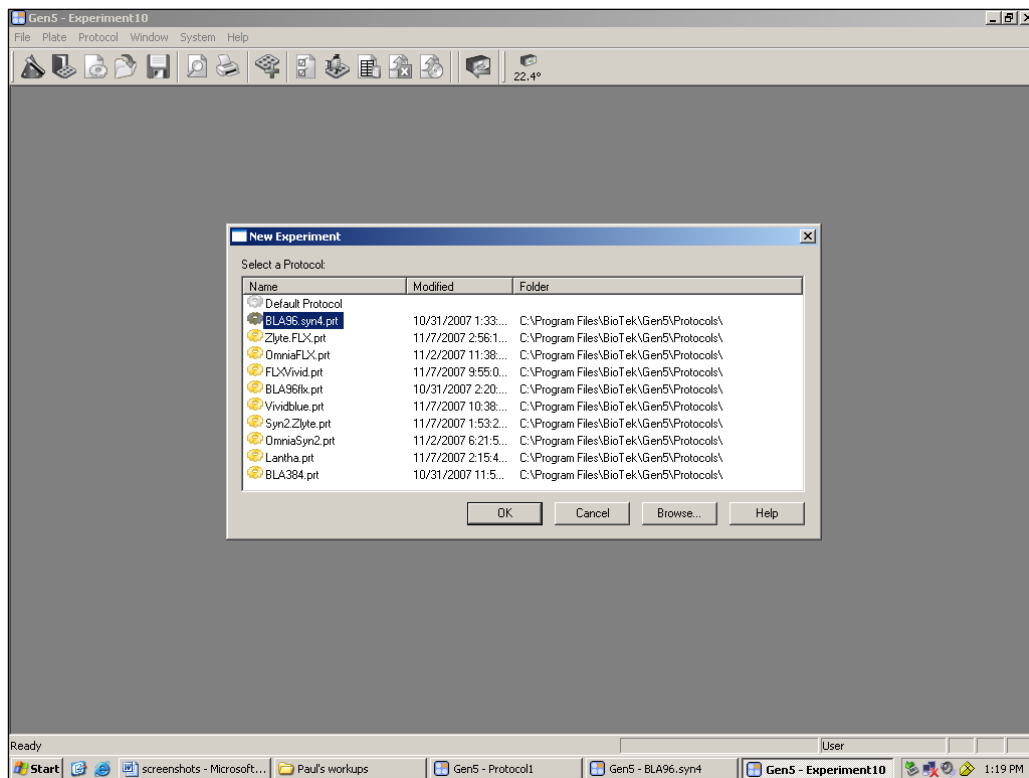 Gen5 - Experiment10
File Plate Protocol Window System Help
22.4°
New Experiment
Select a Protocol:
Name Modified Folder
Default Protocol
BLA96.syn4.prt 10/31/2007 1:33:... C:\Program Files\BioTek\Gen5\Protocols\
Zlyte.FLX.prt 11/7/2007 2:56:1... C:\Program Files\BioTek\Gen5\Protocols\
OmniaFLX.prt 11/2/2007 11:38:... C:\Program Files\BioTek\Gen5\Protocols\
FLXVivid.prt 11/7/2007 9:55:0... C:\Program Files\BioTek\Gen5\Protocols\
BLA96flx.prt 10/31/2007 2:20:... C:\Program Files\BioTek\Gen5\Protocols\
Vividblue.prt 11/7/2007 10:38:... C:\Program Files\BioTek\Gen5\Protocols\
Syn2.Zlyte.prt 11/7/2007 1:53:2... C:\Program Files\BioTek\Gen5\Protocols\
OmniaSyn2.prt 11/2/2007 6:21:5... C:\Program Files\BioTek\Gen5\Protocols\
Lantha.prt 11/7/2007 2:15:4... C:\Program Files\BioTek\Gen5\Protocols\
BLA384.prt 10/31/2007 11:5... C:\Program Files\BioTek\Gen5\Protocols\
OK Cancel Browse... Help
Ready User
Start screenshots - Microsoft... Paul's workups Gen5 - Protocol1 Gen5 - BLA96.syn4 Gen5 - Experiment10 1:19 PM